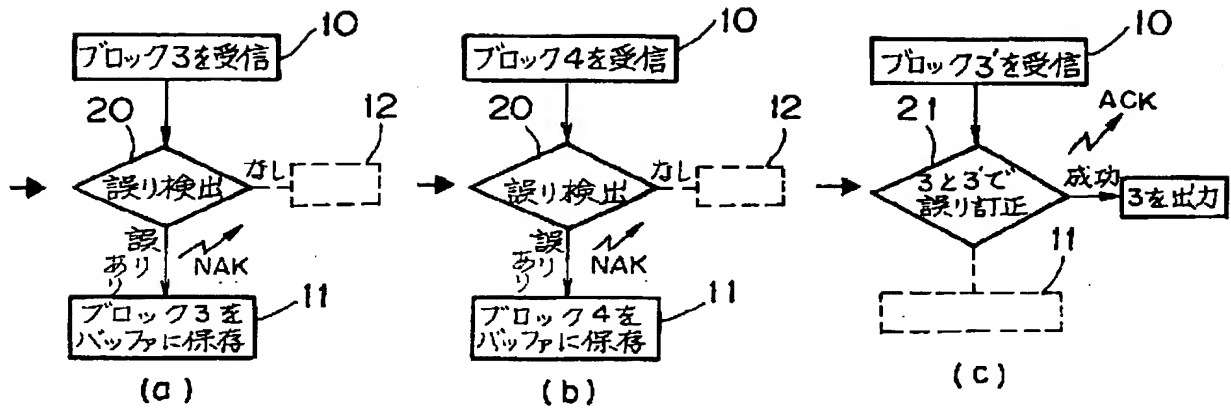 10
ブロック3を受信
20
12
誤り検出
なし
誤り
あり
NAK
ブロック3を
バッファに保存
11
(a)
10
ブロック4を受信
20
12
誤り検出
なし
誤り
あり
NAK
ブロック4を
バッファに保存
11
(b)
10
ブロック3'を受信
21
ACK
3と3'で
誤り訂正
成功
3を出力
11
(c)